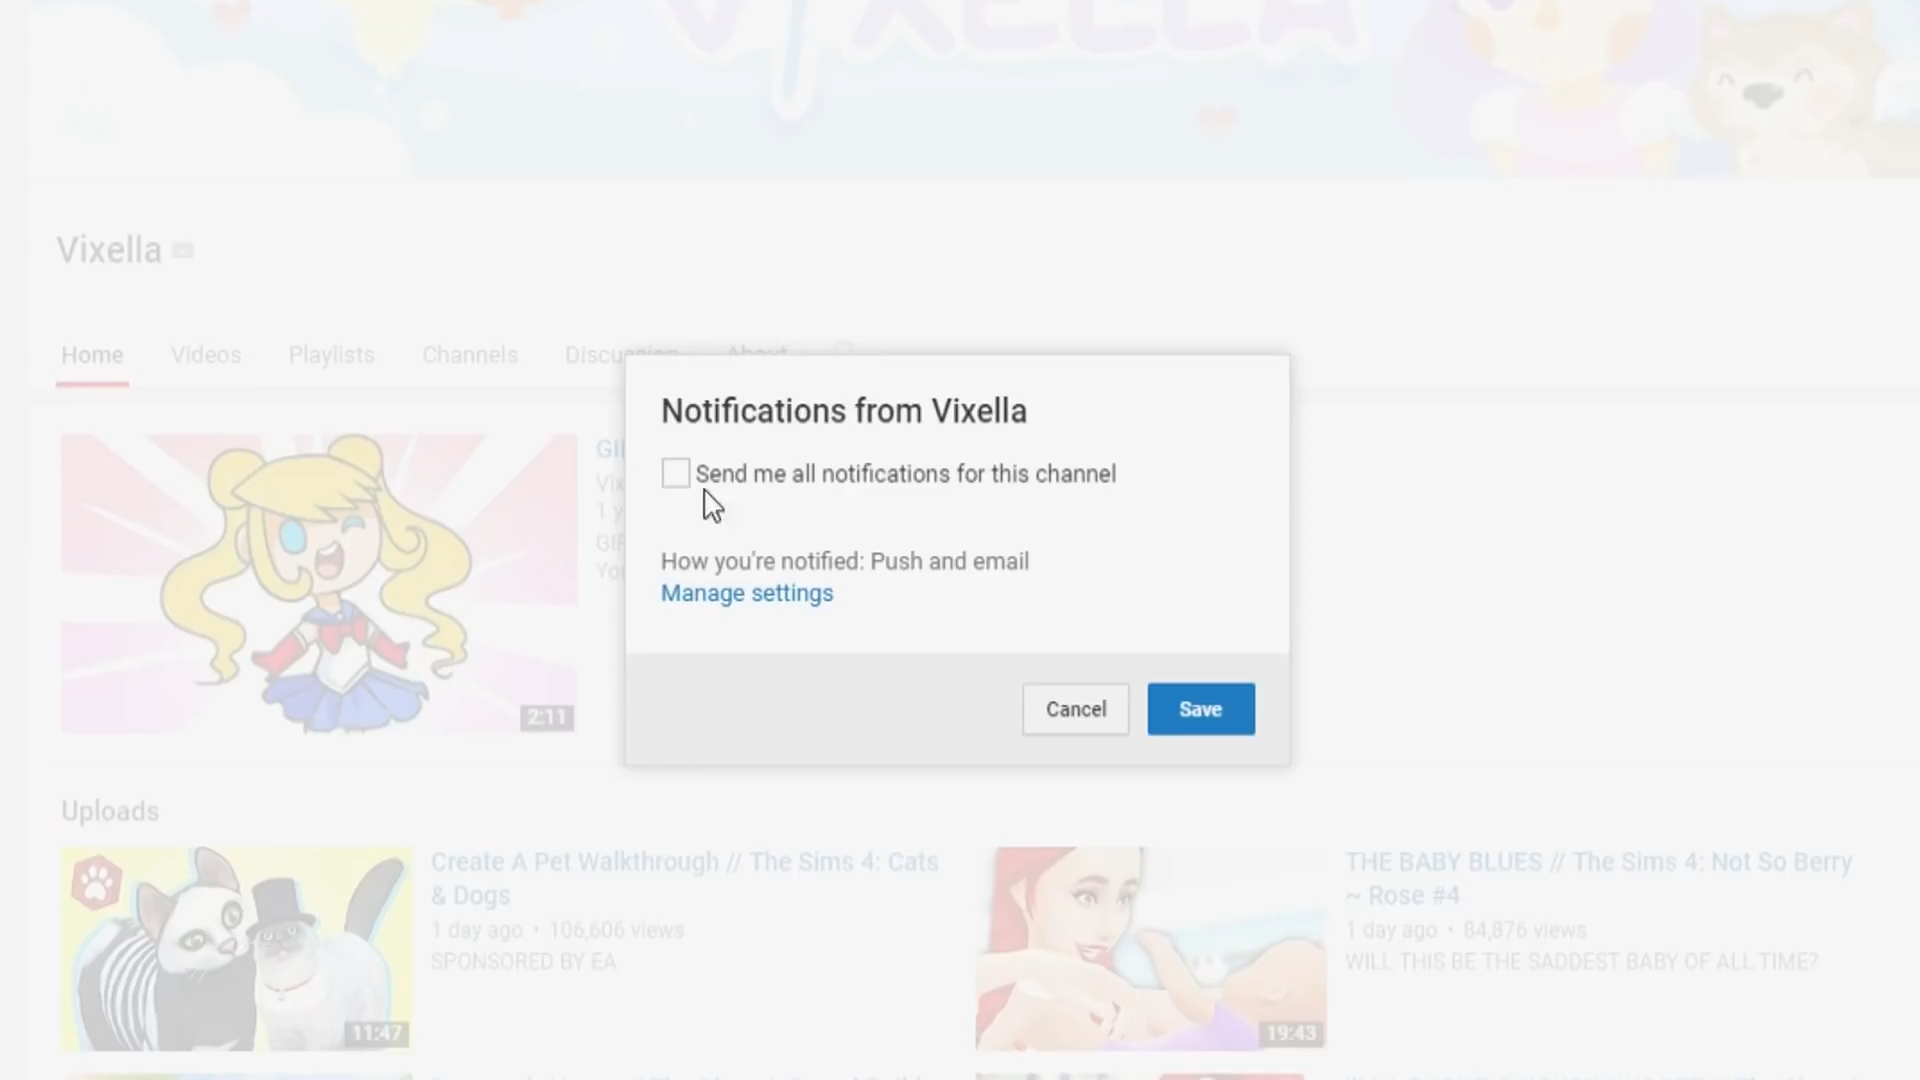 VIXELLA
Vixella
Home Videos Playlists Channels Discussion About
Notifications from Vixella
Send me all notifications for this channel
How you're notified: Push and email
Manage settings
Cancel Save
2:11
Uploads
Create A Pet Walkthrough // The Sims 4: Cats
& Dogs
1 day ago • 106,606 views
SPONSORED BY EA
11:47
THE BABY BLUES // The Sims 4: Not So Berry
~ Rose #4
1 day ago • 84,876 views
WILL THIS BE THE SADDEST BABY OF ALL TIME?
19:43